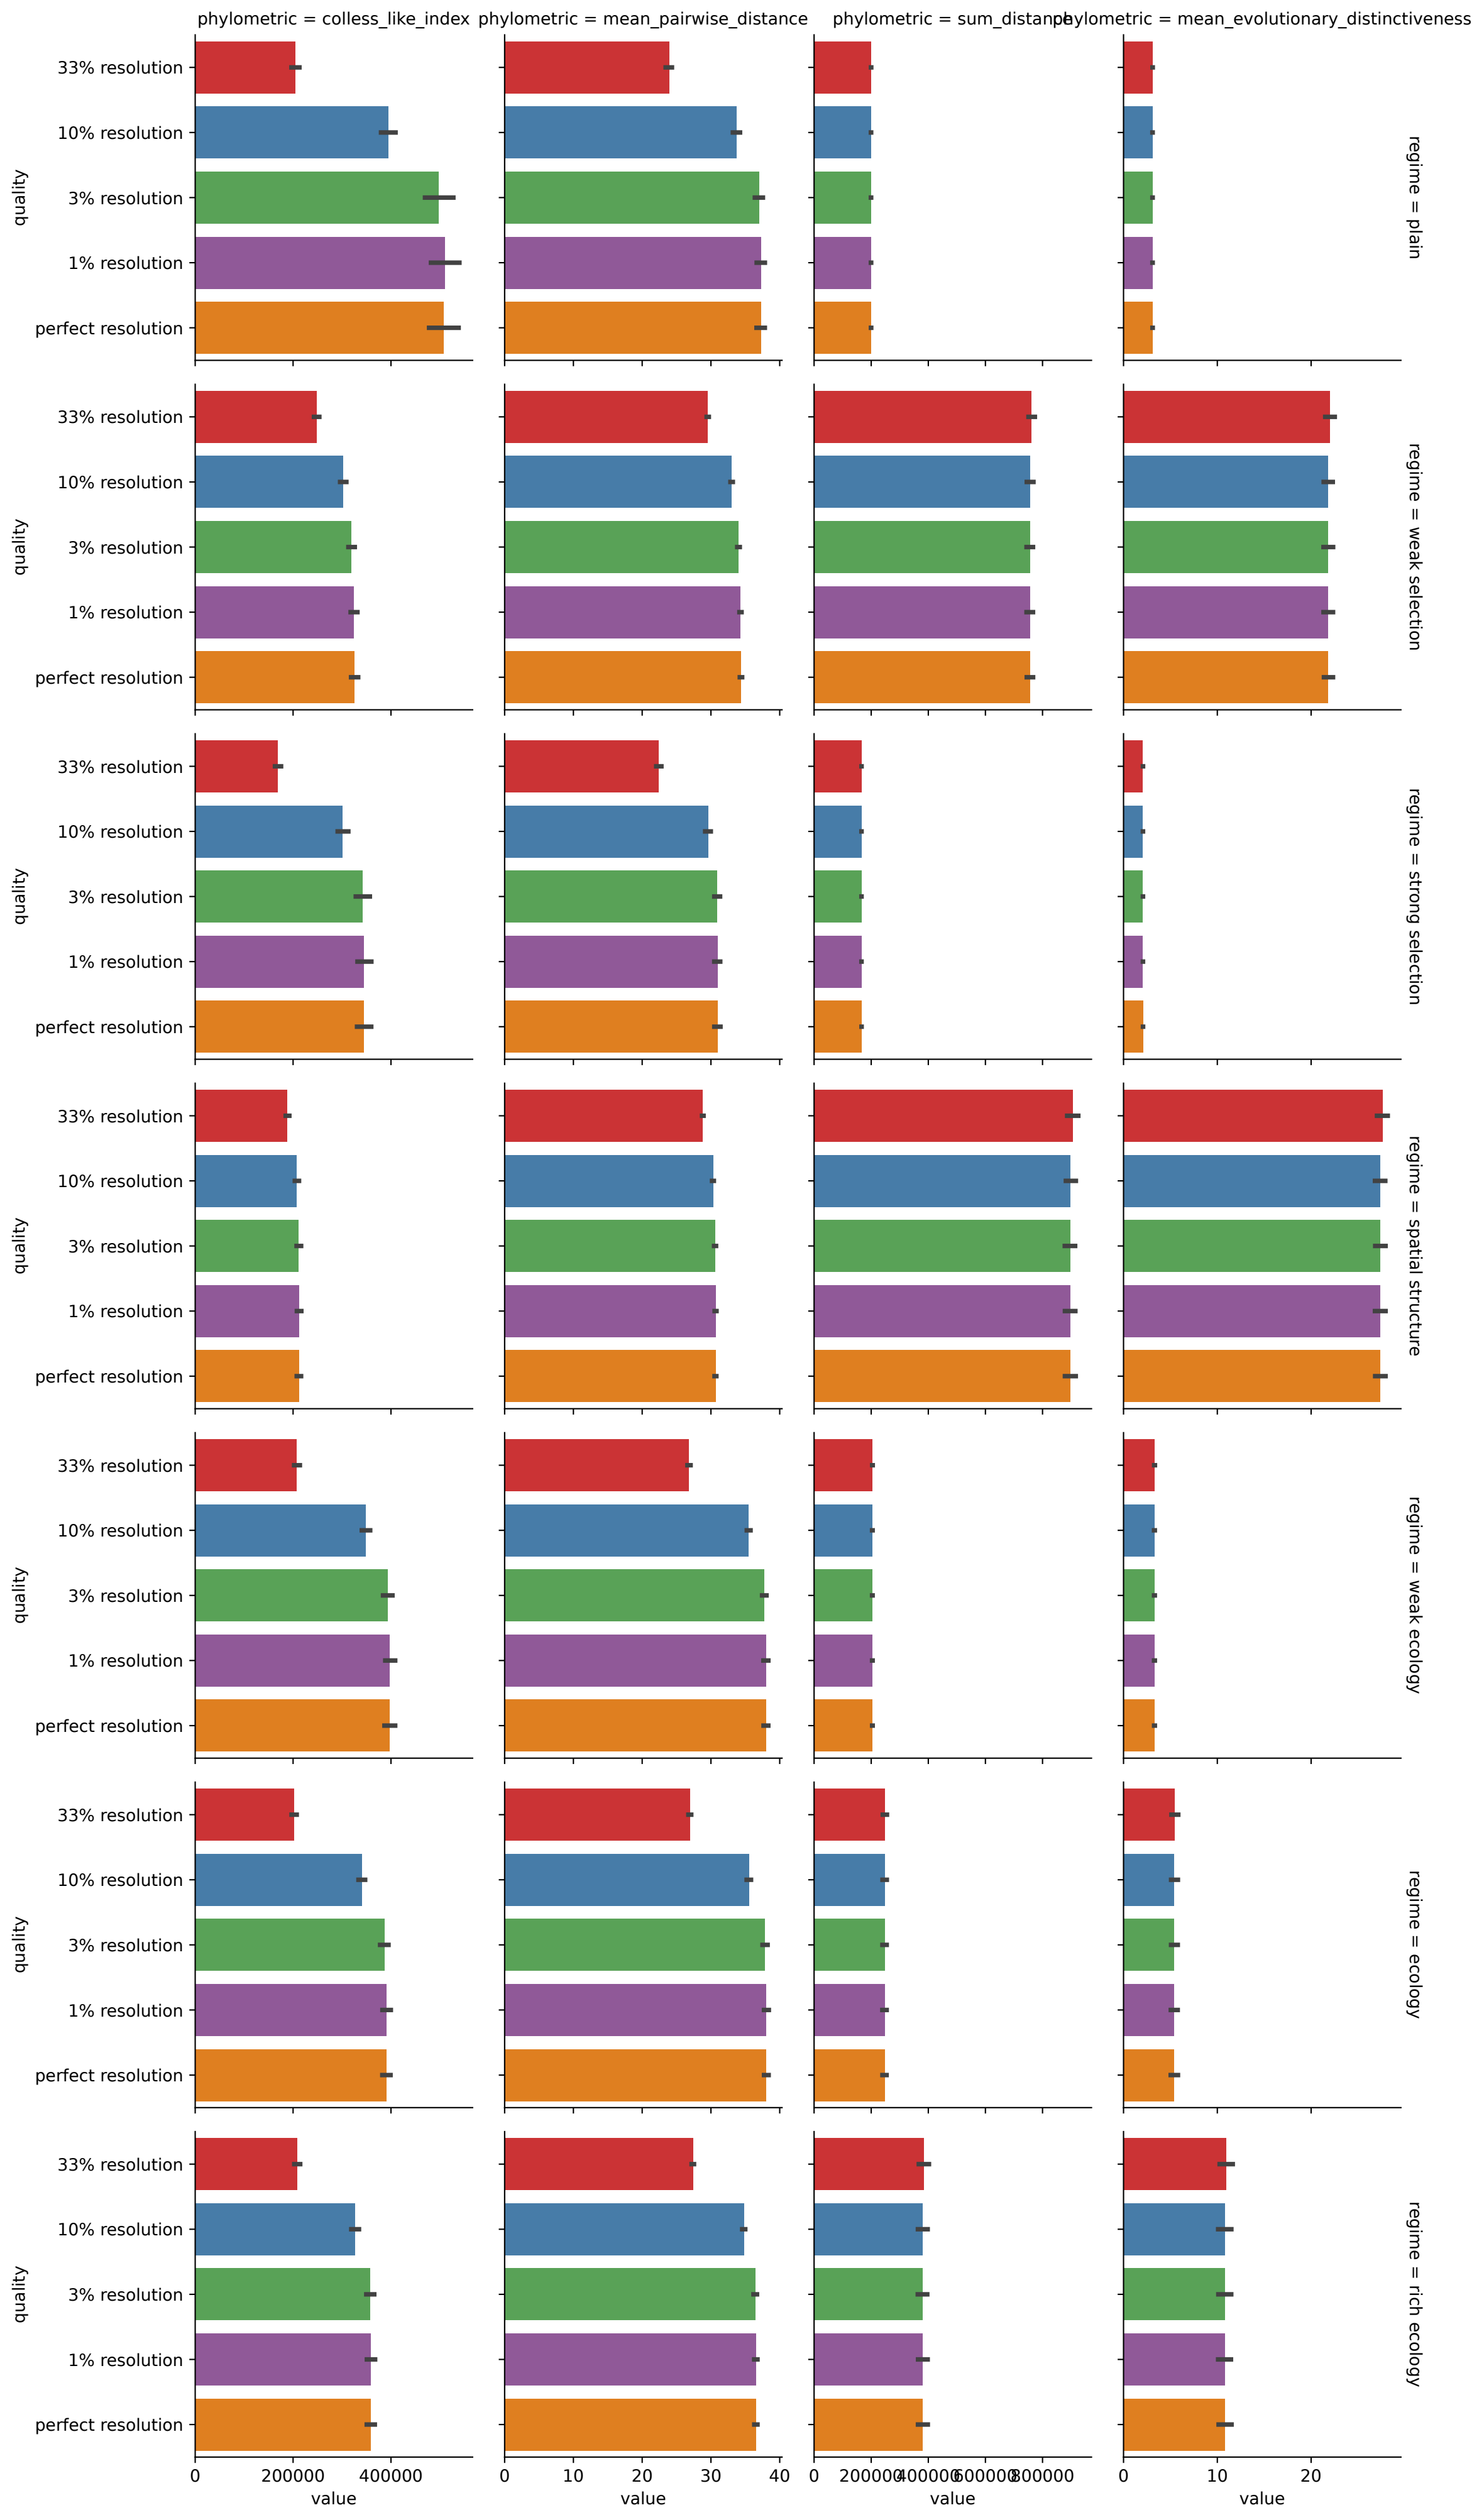 phylometric = colless_like_index
phylometric = mean_pairwise_distance
phylometric = sum_distance
phylometric = mean_evolutionary_distinctiveness
quality
33% resolution
10% resolution
3% resolution
1% resolution
perfect resolution
regime = plain
quality
33% resolution
10% resolution
3% resolution
1% resolution
perfect resolution
regime = weak selection
quality
33% resolution
10% resolution
3% resolution
1% resolution
perfect resolution
regime = strong selection
quality
33% resolution
10% resolution
3% resolution
1% resolution
perfect resolution
regime = spatial structure
quality
33% resolution
10% resolution
3% resolution
1% resolution
perfect resolution
regime = weak ecology
quality
33% resolution
10% resolution
3% resolution
1% resolution
perfect resolution
regime = ecology
quality
33% resolution
10% resolution
3% resolution
1% resolution
perfect resolution
regime = rich ecology
0 200000 400000
0 10 20 30 40
0 200000 400000 600000 800000
0 10 20
value
value
value
value